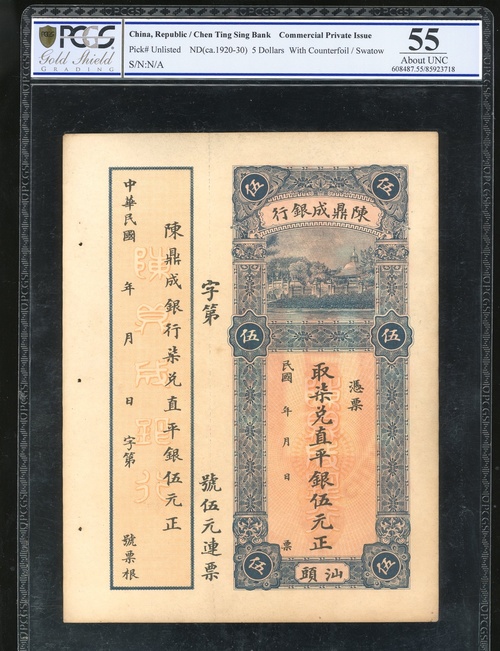 PCGS
Gold Shield
GRADING
China, Republic / Chen Ting Sing Bank Commercial Private Issue
Pick# Unlisted ND(ca.1920-30) 5 Dollars With Counterfoil / Swatow
S/N:N/A
55
About UNC
608487.55/85923718
伍
伍
陳鼎成銀行
伍
伍
憑票
取柒兌直平銀伍元正
民國 年 月 日 票
伍
伍
汕頭
字第 號伍元連票
陳鼎成銀行柒兌直平銀伍元正
中華民國 年 月 日 字第 號票根